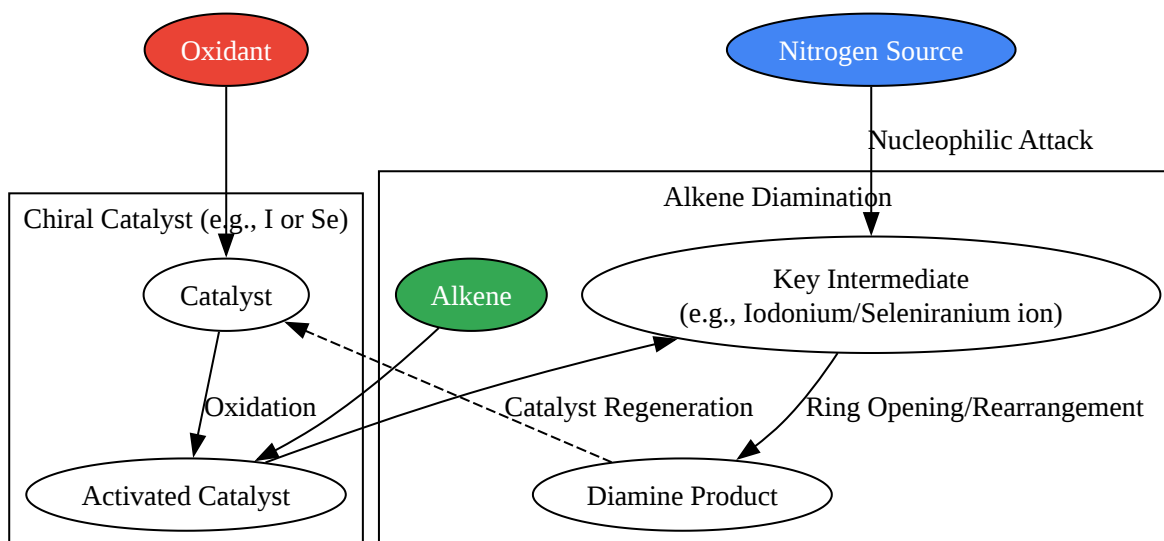 Oxidant
Nitrogen Source
Nucleophilic Attack
Alkene Diamination
Chiral Catalyst (e.g., I or Se)
Catalyst
Alkene
Key Intermediate
(e.g., Iodonium/Seleniranium ion)
Oxidation
Catalyst Regeneration
Ring Opening/Rearrangement
Activated Catalyst
Diamine Product